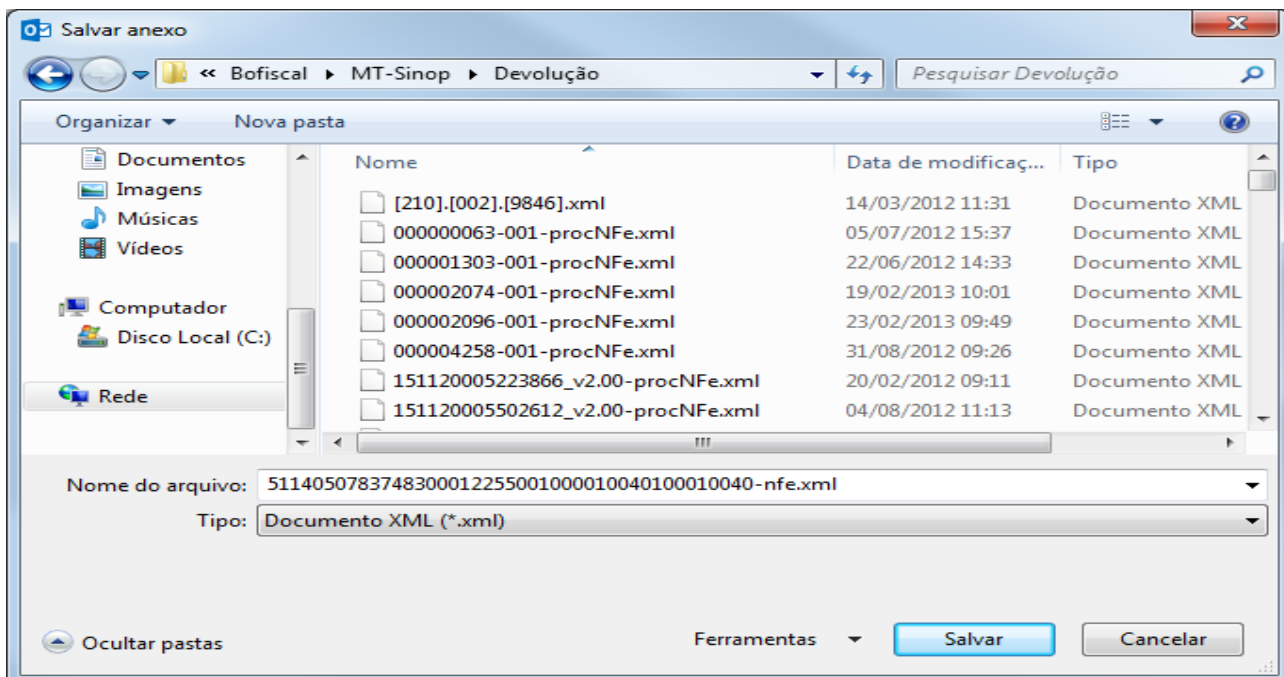 Salvar anexo
« Bofiscal ▸ MT-Sinop ▸ Devolução Pesquisar Devolução
Organizar Nova pasta
Nome Data de modificaç... Tipo
Documentos
Imagens
Músicas
Vídeos
Computador
Disco Local (C:)
Rede
[210].[002].[9846].xml 14/03/2012 11:31 Documento XML
000000063-001-procNFe.xml 05/07/2012 15:37 Documento XML
000001303-001-procNFe.xml 22/06/2012 14:33 Documento XML
000002074-001-procNFe.xml 19/02/2013 10:01 Documento XML
000002096-001-procNFe.xml 23/02/2013 09:49 Documento XML
000004258-001-procNFe.xml 31/08/2012 09:26 Documento XML
151120005223866_v2.00-procNFe.xml 20/02/2012 09:11 Documento XML
151120005502612_v2.00-procNFe.xml 04/08/2012 11:13 Documento XML
Nome do arquivo: 5114050783748300012255001000010040100010040-nfe.xml
Tipo: Documento XML (*.xml)
Ocultar pastas Ferramentas Salvar Cancelar